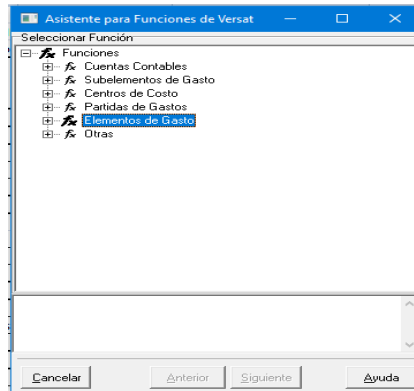 Asistente para Funciones de Versat
Seleccionar Función
Funciones
Cuentas Contables
Subelementos de Gasto
Centros de Costo
Partidas de Gastos
Elementos de Gasto
Otras
Cancelar
Anterior
Siguiente
Ayuda